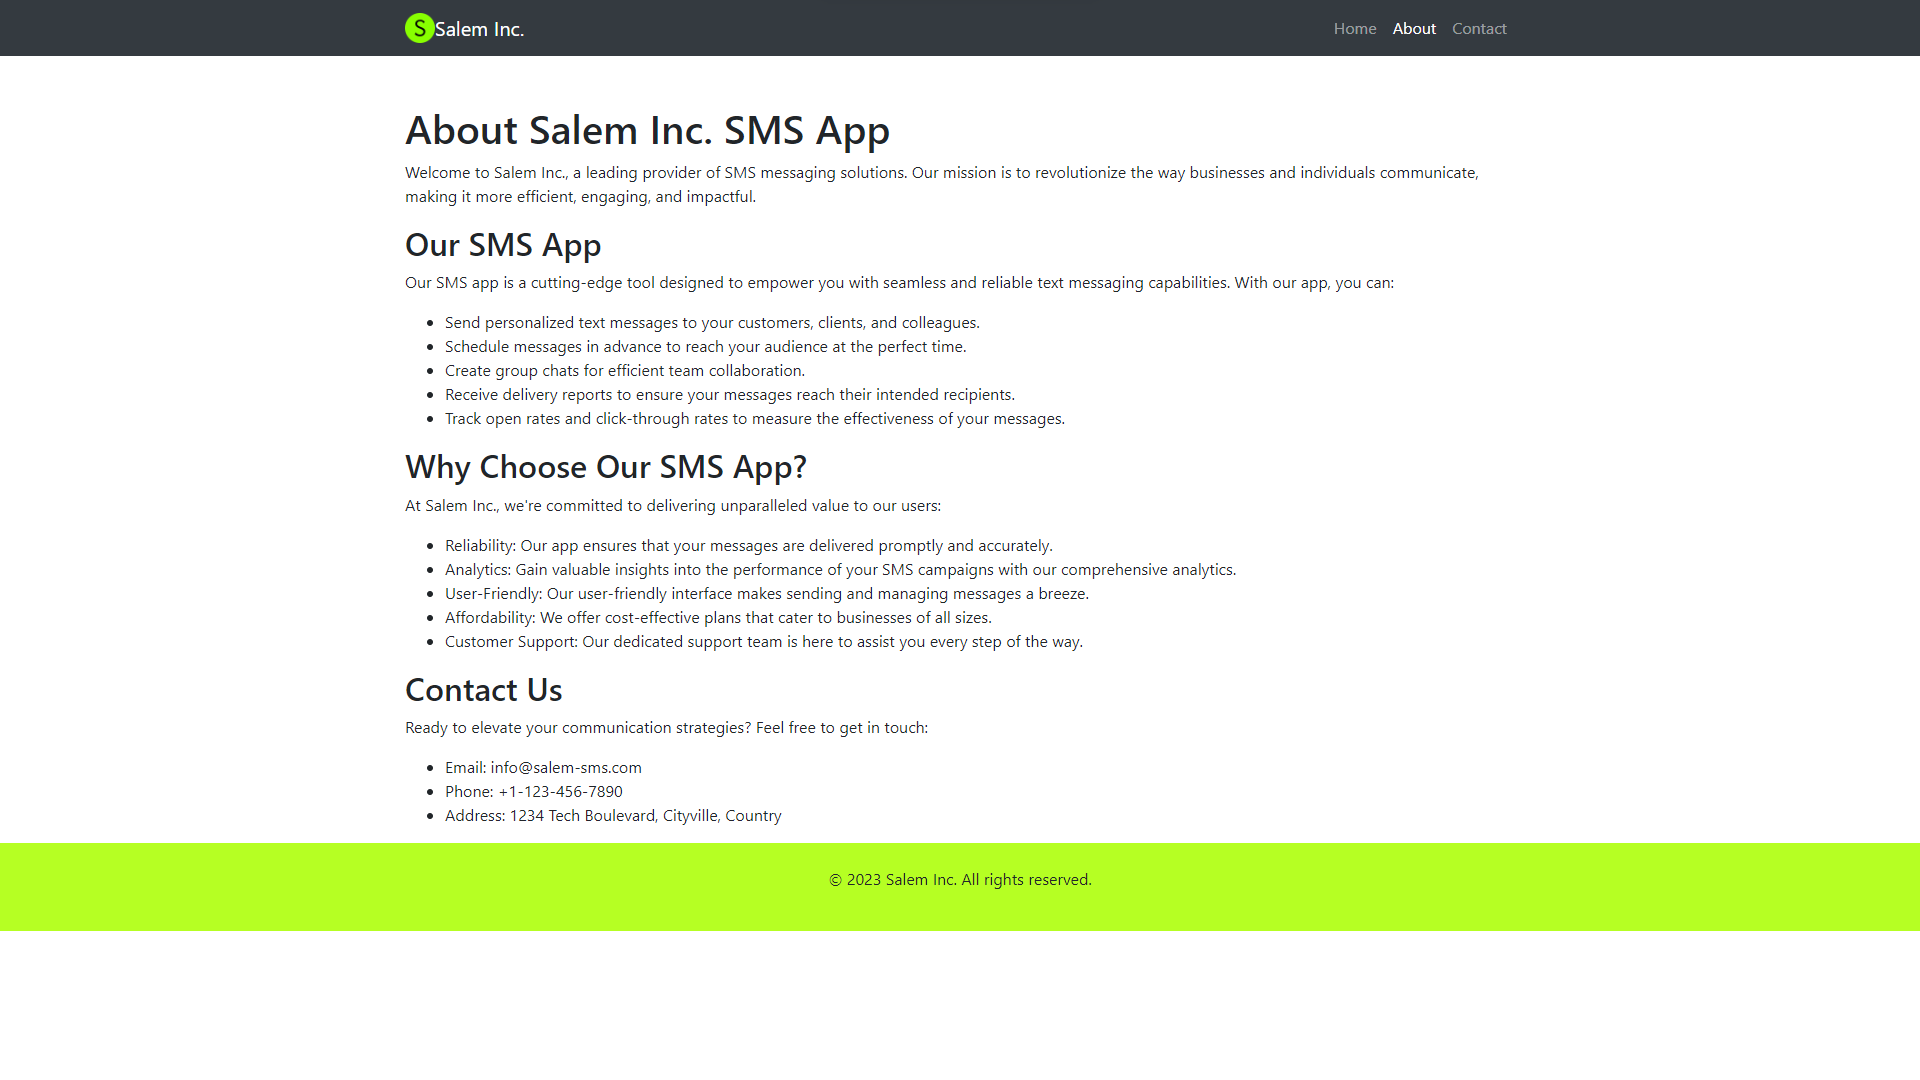 S Salem Inc. Home About Contact
About Salem Inc. SMS App
Welcome to Salem Inc., a leading provider of SMS messaging solutions. Our mission is to revolutionize the way businesses and individuals communicate,
making it more efficient, engaging, and impactful.
Our SMS App
Our SMS app is a cutting-edge tool designed to empower you with seamless and reliable text messaging capabilities. With our app, you can:
• Send personalized text messages to your customers, clients, and colleagues.
• Schedule messages in advance to reach your audience at the perfect time.
• Create group chats for efficient team collaboration.
• Receive delivery reports to ensure your messages reach their intended recipients.
• Track open rates and click-through rates to measure the effectiveness of your messages.
Why Choose Our SMS App?
At Salem Inc., we're committed to delivering unparalleled value to our users:
• Reliability: Our app ensures that your messages are delivered promptly and accurately.
• Analytics: Gain valuable insights into the performance of your SMS campaigns with our comprehensive analytics.
• User-Friendly: Our user-friendly interface makes sending and managing messages a breeze.
• Affordability: We offer cost-effective plans that cater to businesses of all sizes.
• Customer Support: Our dedicated support team is here to assist you every step of the way.
Contact Us
Ready to elevate your communication strategies? Feel free to get in touch:
• Email: info@salem-sms.com
• Phone: +1-123-456-7890
• Address: 1234 Tech Boulevard, Cityville, Country
© 2023 Salem Inc. All rights reserved.